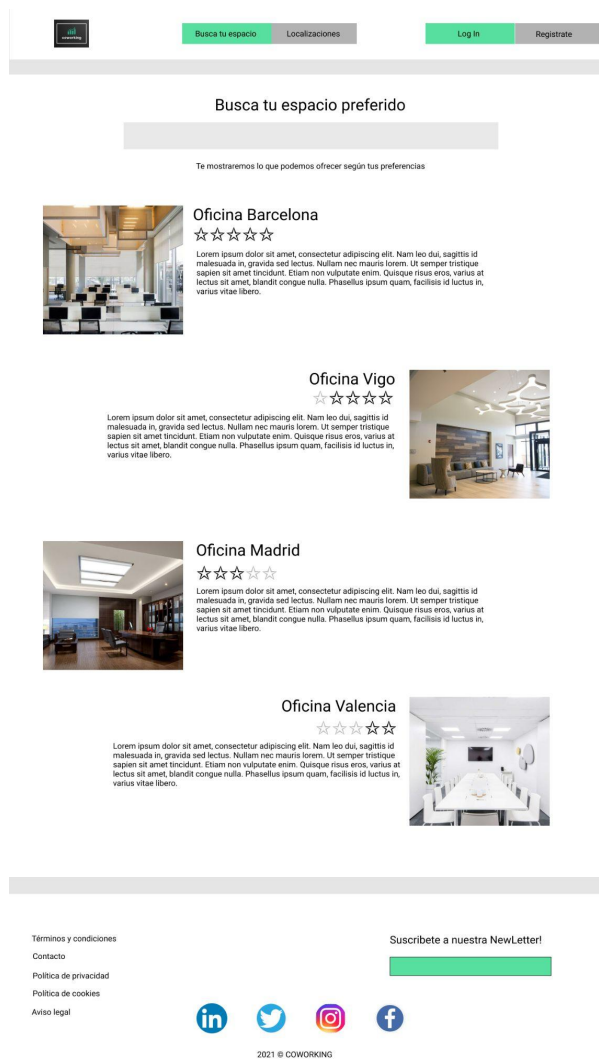 coworking
Busca tu espacio
Localizaciones
Log In
Registrate
Busca tu espacio preferido
Te mostraremos lo que podemos ofrecer según tus preferencias
Oficina Barcelona
Lorem ipsum dolor sit amet, consectetur adipiscing elit. Nam leo dui, sagittis id
malesuada in, gravida sed lectus. Nullam nec mauris lorem. Ut semper tristique
sapien sit amet tincidunt. Etiam non vulputate enim. Quisque risus eros, varius at
lectus sit amet, blandit congue nulla. Phasellus ipsum quam, facilisis id luctus in,
varius vitae libero.
Oficina Vigo
Lorem ipsum dolor sit amet, consectetur adipiscing elit. Nam leo dui, sagittis id
malesuada in, gravida sed lectus. Nullam nec mauris lorem. Ut semper tristique
sapien sit amet tincidunt. Etiam non vulputate enim. Quisque risus eros, varius at
lectus sit amet, blandit congue nulla. Phasellus ipsum quam, facilisis id luctus in,
varius vitae libero.
Oficina Madrid
Lorem ipsum dolor sit amet, consectetur adipiscing elit. Nam leo dui, sagittis id
malesuada in, gravida sed lectus. Nullam nec mauris lorem. Ut semper tristique
sapien sit amet tincidunt. Etiam non vulputate enim. Quisque risus eros, varius at
lectus sit amet, blandit congue nulla. Phasellus ipsum quam, facilisis id luctus in,
varius vitae libero.
Oficina Valencia
Lorem ipsum dolor sit amet, consectetur adipiscing elit. Nam leo dui, sagittis id
malesuada in, gravida sed lectus. Nullam nec mauris lorem. Ut semper tristique
sapien sit amet tincidunt. Etiam non vulputate enim. Quisque risus eros, varius at
lectus sit amet, blandit congue nulla. Phasellus ipsum quam, facilisis id luctus in,
varius vitae libero.
Términos y condiciones
Contacto
Política de privacidad
Política de cookies
Aviso legal
Suscribete a nuestra NewLetter!
in
f
2021 © COWORKING